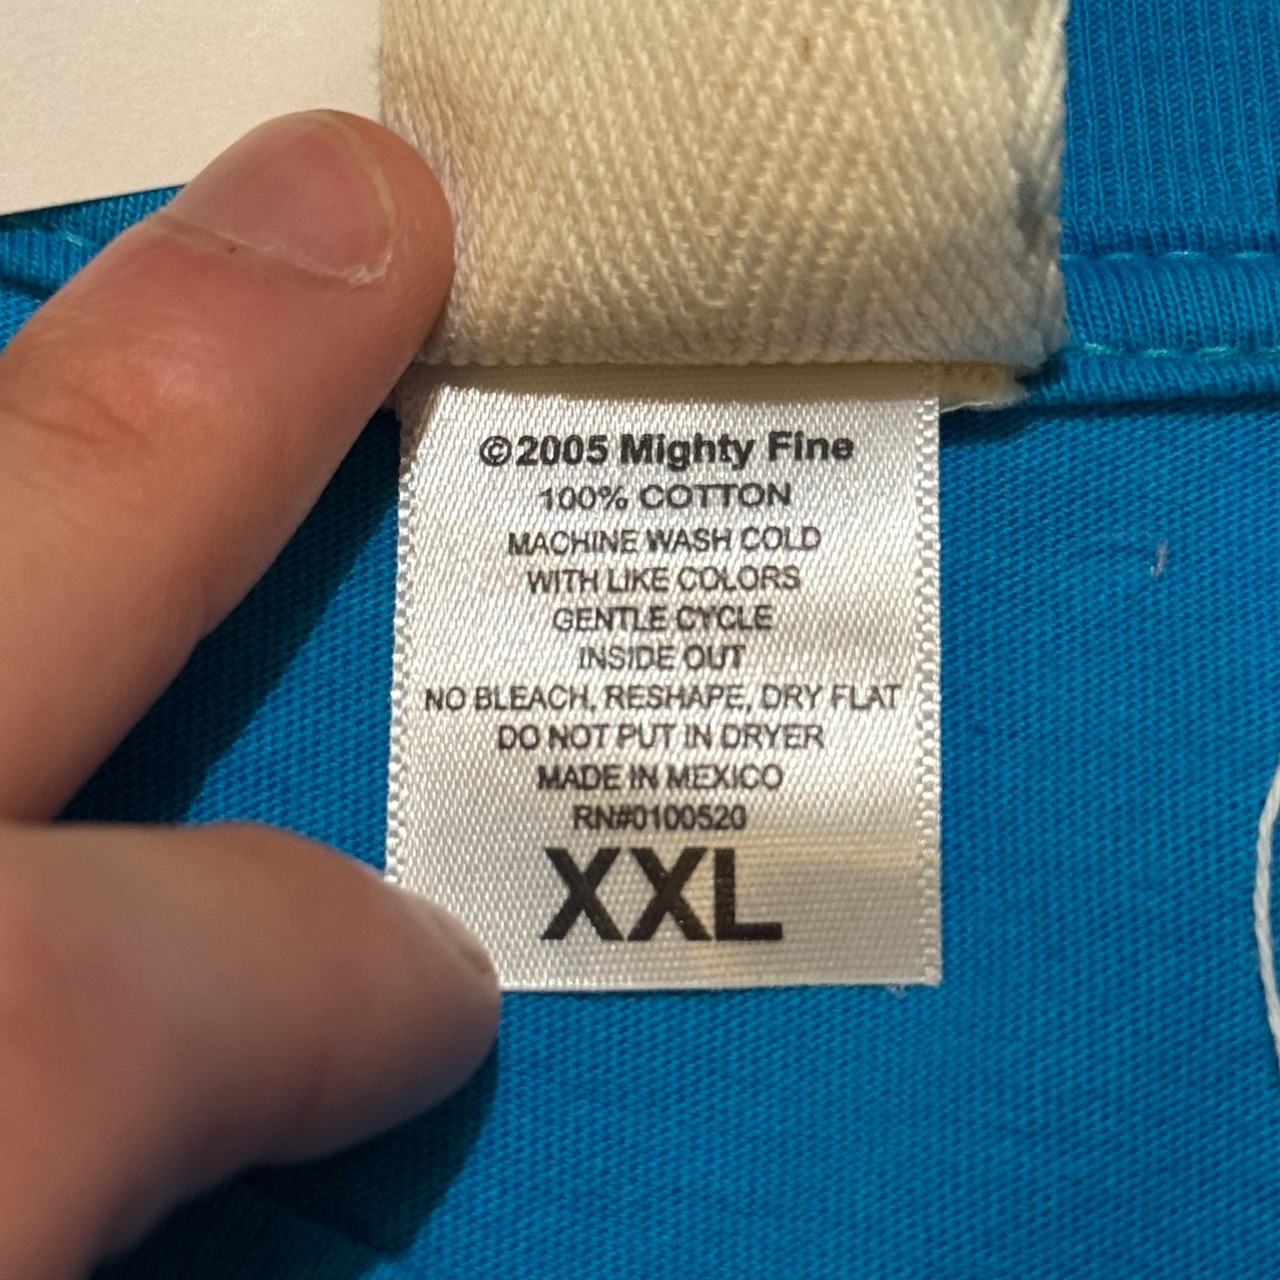 ©2005 Mighty Fine
100% COTTON
MACHINE WASH COLD
WITH LIKE COLORS
GENTLE CYCLE
INSIDE OUT
NO BLEACH, RESHAPE, DRY FLAT
DO NOT PUT IN DRYER
MADE IN MEXICO
RN#0100520
XXL